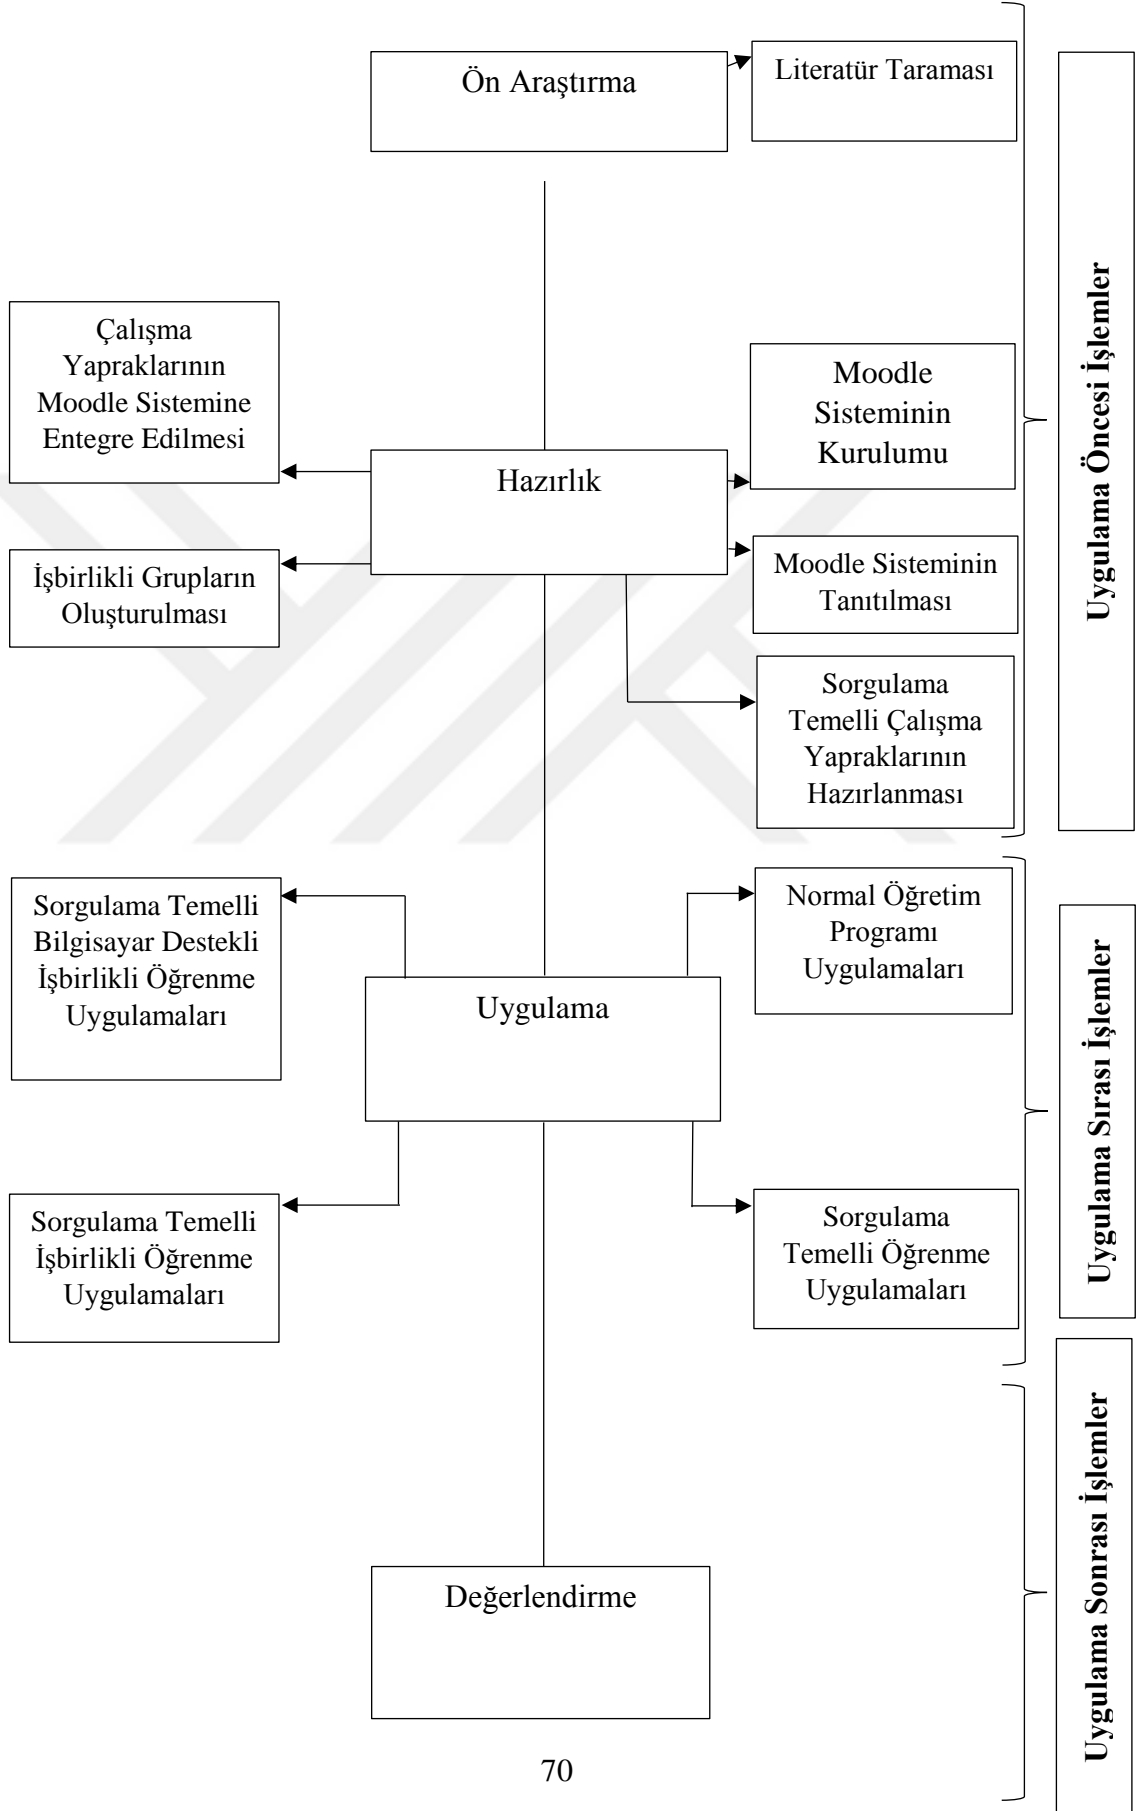 Ön Araştırma
Literatür Taraması
Çalışma
Yapraklarının
Moodle Sistemine
Entegre Edilmesi
Moodle
Sisteminin
Kurulumu
Hazırlık
İşbirlikli Grupların
Oluşturulması
Moodle Sisteminin
Tanıtılması
Sorgulama
Temelli Çalışma
Yapraklarının
Hazırlanması
Uygulama Öncesi İşlemler
Sorgulama Temelli
Bilgisayar Destekli
İşbirlikli Öğrenme
Uygulamaları
Normal Öğretim
Programı
Uygulamaları
Uygulama
Sorgulama Temelli
İşbirlikli Öğrenme
Uygulamaları
Sorgulama
Temelli Öğrenme
Uygulamaları
Uygulama Sırası İşlemler
Değerlendirme
Uygulama Sonrası İşlemler
70